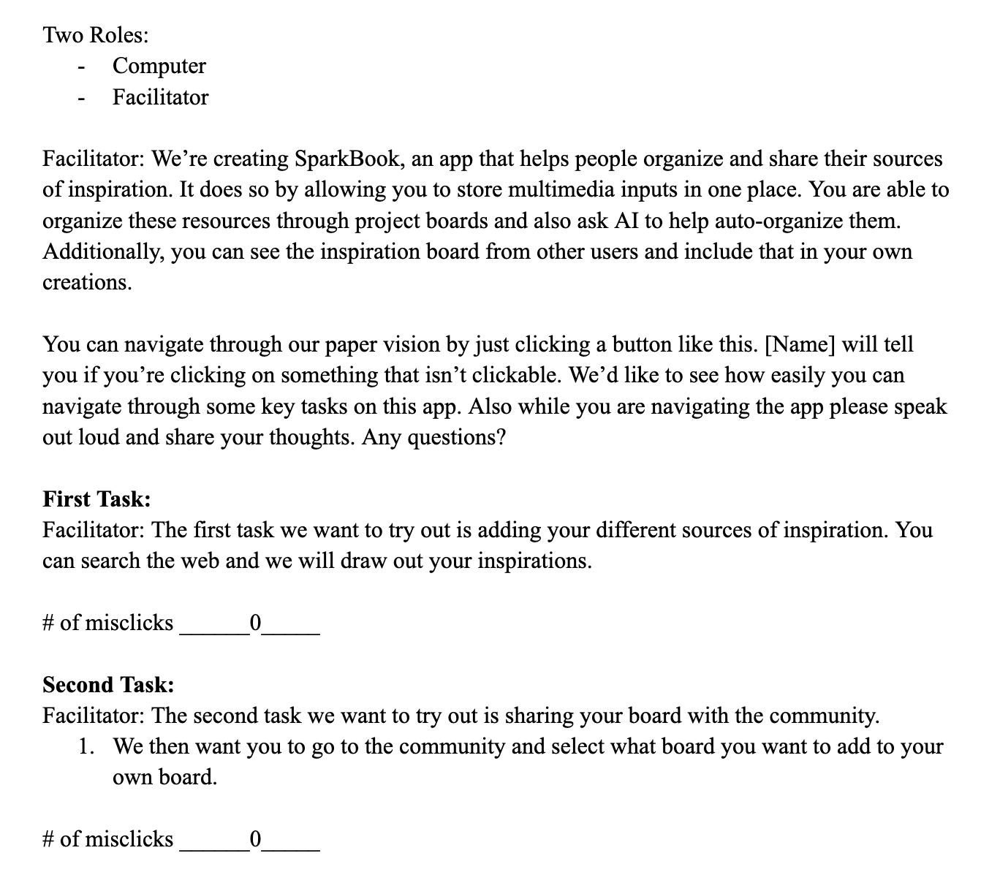 Two Roles:
- Computer
- Facilitator
Facilitator: We’re creating SparkBook, an app that helps people organize and share their sources
of inspiration. It does so by allowing you to store multimedia inputs in one place. You are able to
organize these resources through project boards and also ask AI to help auto-organize them.
Additionally, you can see the inspiration board from other users and include that in your own
creations.
You can navigate through our paper vision by just clicking a button like this. [Name] will tell
you if you’re clicking on something that isn’t clickable. We’d like to see how easily you can
navigate through some key tasks on this app. Also while you are navigating the app please speak
out loud and share your thoughts. Any questions?
First Task:
Facilitator: The first task we want to try out is adding your different sources of inspiration. You
can search the web and we will draw out your inspirations.
# of misclicks ______0_____
Second Task:
Facilitator: The second task we want to try out is sharing your board with the community.
1. We then want you to go to the community and select what board you want to add to your
own board.
# of misclicks ______0_____